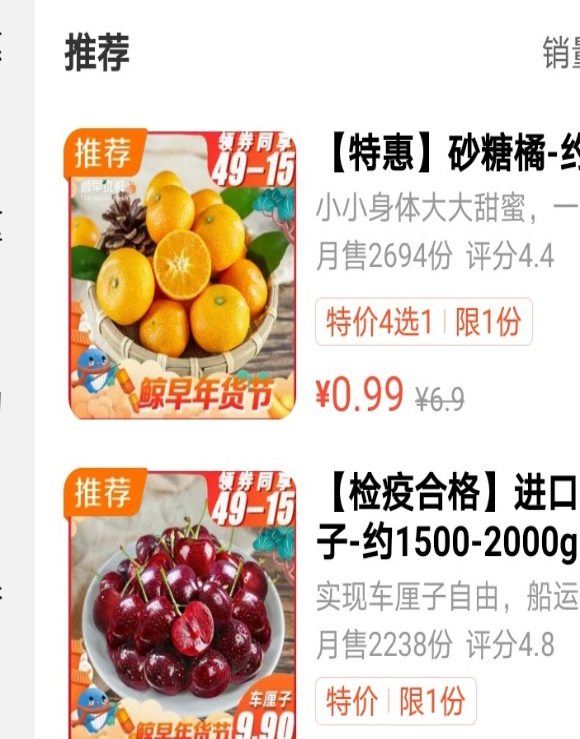 推荐
销量
推荐
领券同享
49-15
鲸早年货节
【特惠】砂糖橘-约
小小身体大大甜蜜，一
月售2694份 评分4.4
特价4选1 限1份
¥0.99 ¥6.9
推荐
领券同享
49-15
车厘子
鲸早年货节
9.90
【检疫合格】进口
子-约1500-2000g
实现车厘子自由，船运
月售2238份 评分4.8
特价 限1份